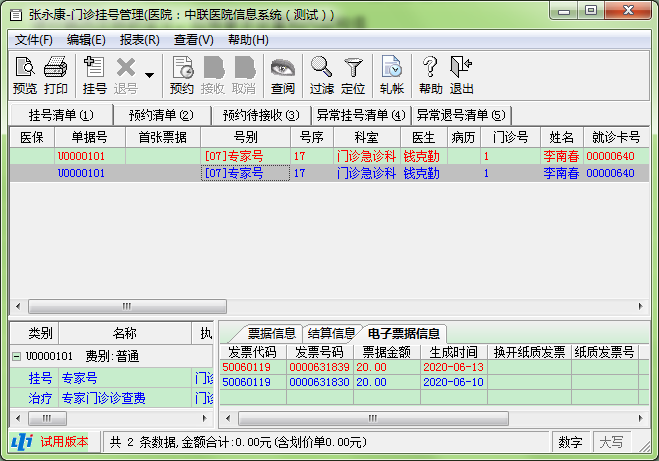 张永康-门诊挂号管理(医院：中联医院信息系统（测试）)
文件(F) 编辑(E) 报表(R) 查看(V) 帮助(H)
预览 打印 挂号 退号 预约 接收 取消 查阅 过滤 定位 轧帐 帮助 退出
挂号清单(1) 预约清单(2) 预约待接收(3) 异常挂号清单(4) 异常退号清单(5)
医保 单据号 首张票据 号别 号序 科室 医生 病历 门诊号 姓名 就诊卡号
U0000101 [07]专家号 17 门诊急诊科 钱克勤 1 李南春 00000640
U0000101 [07]专家号 17 门诊急诊科 钱克勤 1 李南春 00000640
类别 名称 执
U0000101 费别:普通
挂号 专家号 门诊
治疗 专家门诊诊查费 门诊
票据信息 结算信息 电子票据信息
发票代码 发票号码 票据金额 生成时间 换开纸质发票 纸质发票号
50060119 0000631839 20.00 2020-06-13
50060119 0000631830 20.00 2020-06-10
试用版本 共 2 条数据,金额合计:0.00元(含划价单0.00元) 数字 大写